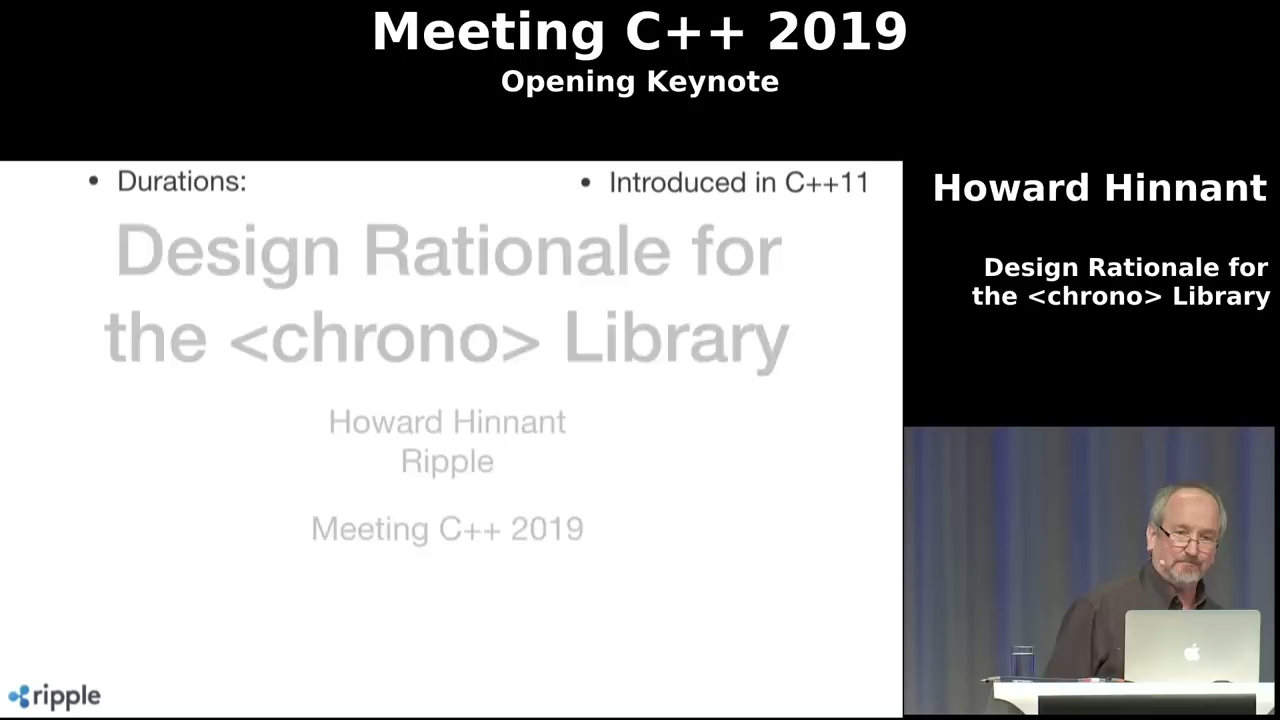 Meeting C++ 2019
Opening Keynote
• Durations:
• Introduced in C++11
Design Rationale for
the <chrono> Library
Howard Hinnant
Ripple
Meeting C++ 2019
ripple
Howard Hinnant
Design Rationale for
the <chrono> Library